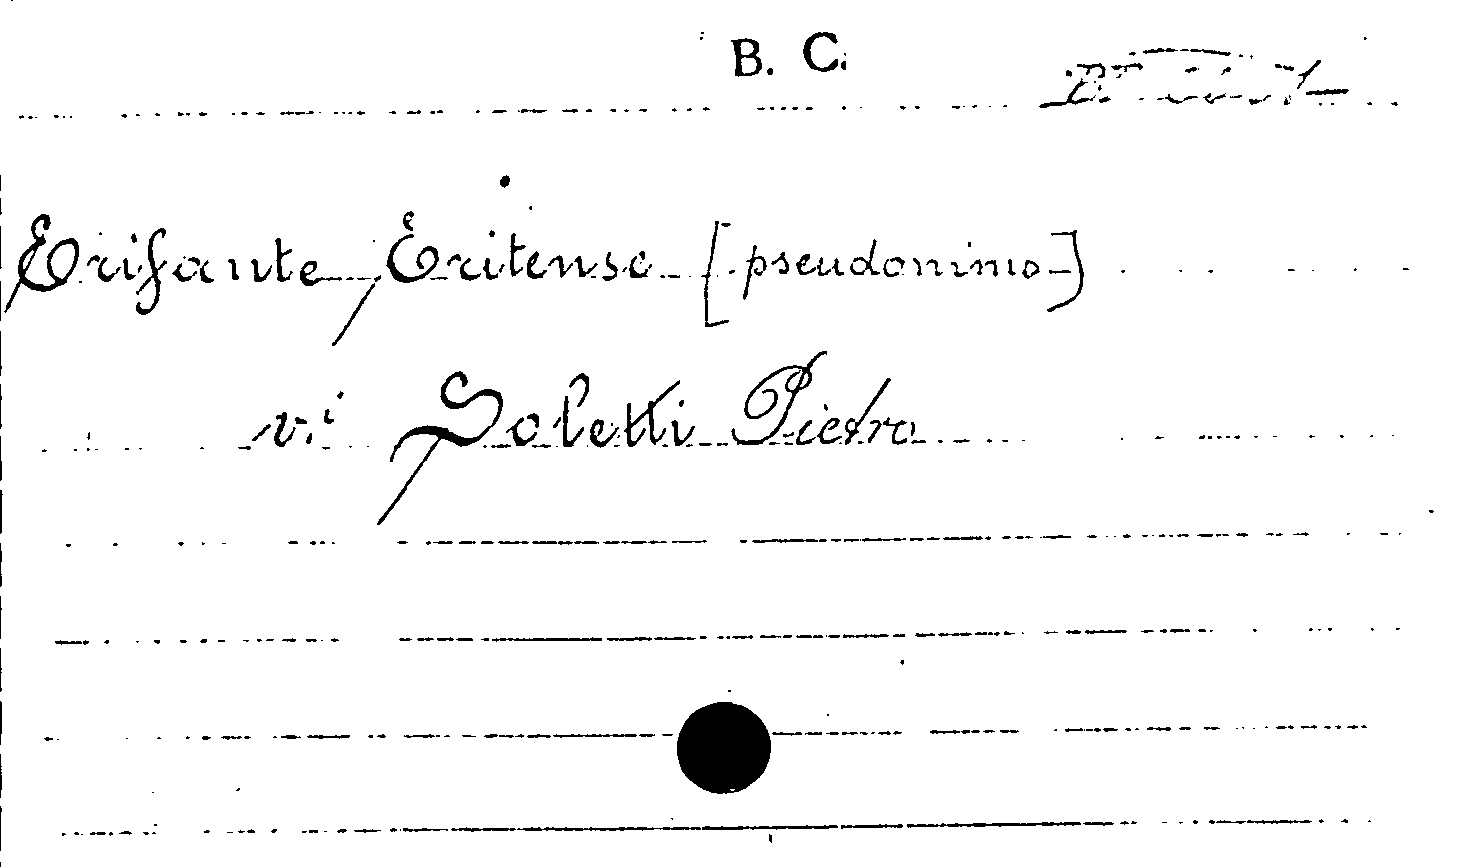 B. C.
Erifante, Eritense [pseudonimo]
v.i Soletti Pietro